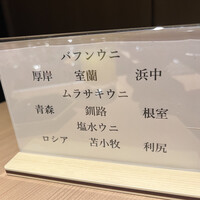 バフンウニ
厚岸 室蘭 浜中
ムラサキウニ
青森 釧路 根室
塩水ウニ
ロシア 苫小牧 利尻